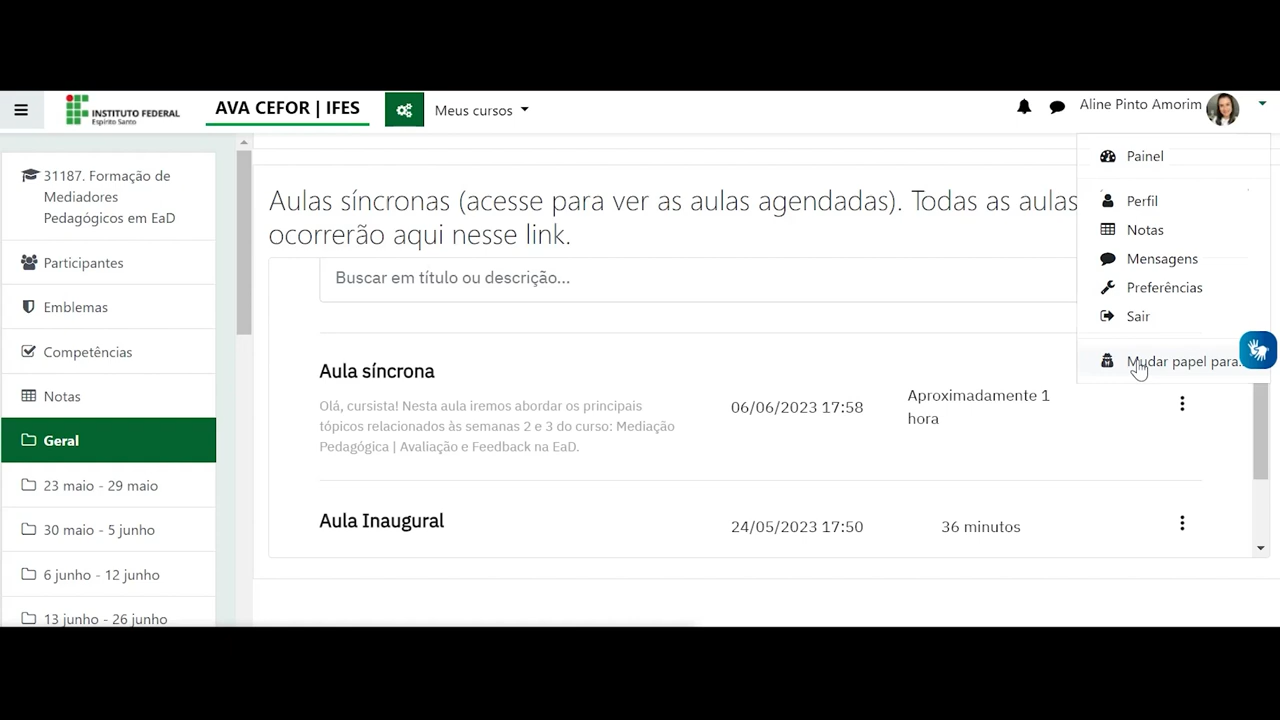 INSTITUTO FEDERAL
Espírito Santo
AVA CEFOR | IFES
Meus cursos
Aline Pinto Amorim
31187. Formação de
Mediadores
Pedagógicos em EaD
Participantes
Emblemas
Competências
Notas
Geral
23 maio - 29 maio
30 maio - 5 junho
6 junho - 12 junho
13 junho - 26 junho
Aulas síncronas (acesse para ver as aulas agendadas). Todas as aulas
ocorrerão aqui nesse link.
Buscar em título ou descrição...
Aula síncrona
Olá, cursista! Nesta aula iremos abordar os principais
tópicos relacionados às semanas 2 e 3 do curso: Mediação
Pedagógica | Avaliação e Feedback na EaD.
06/06/2023 17:58
Aproximadamente 1
hora
Aula Inaugural
24/05/2023 17:50
36 minutos
Painel
Perfil
Notas
Mensagens
Preferências
Sair
Mudar papel para...